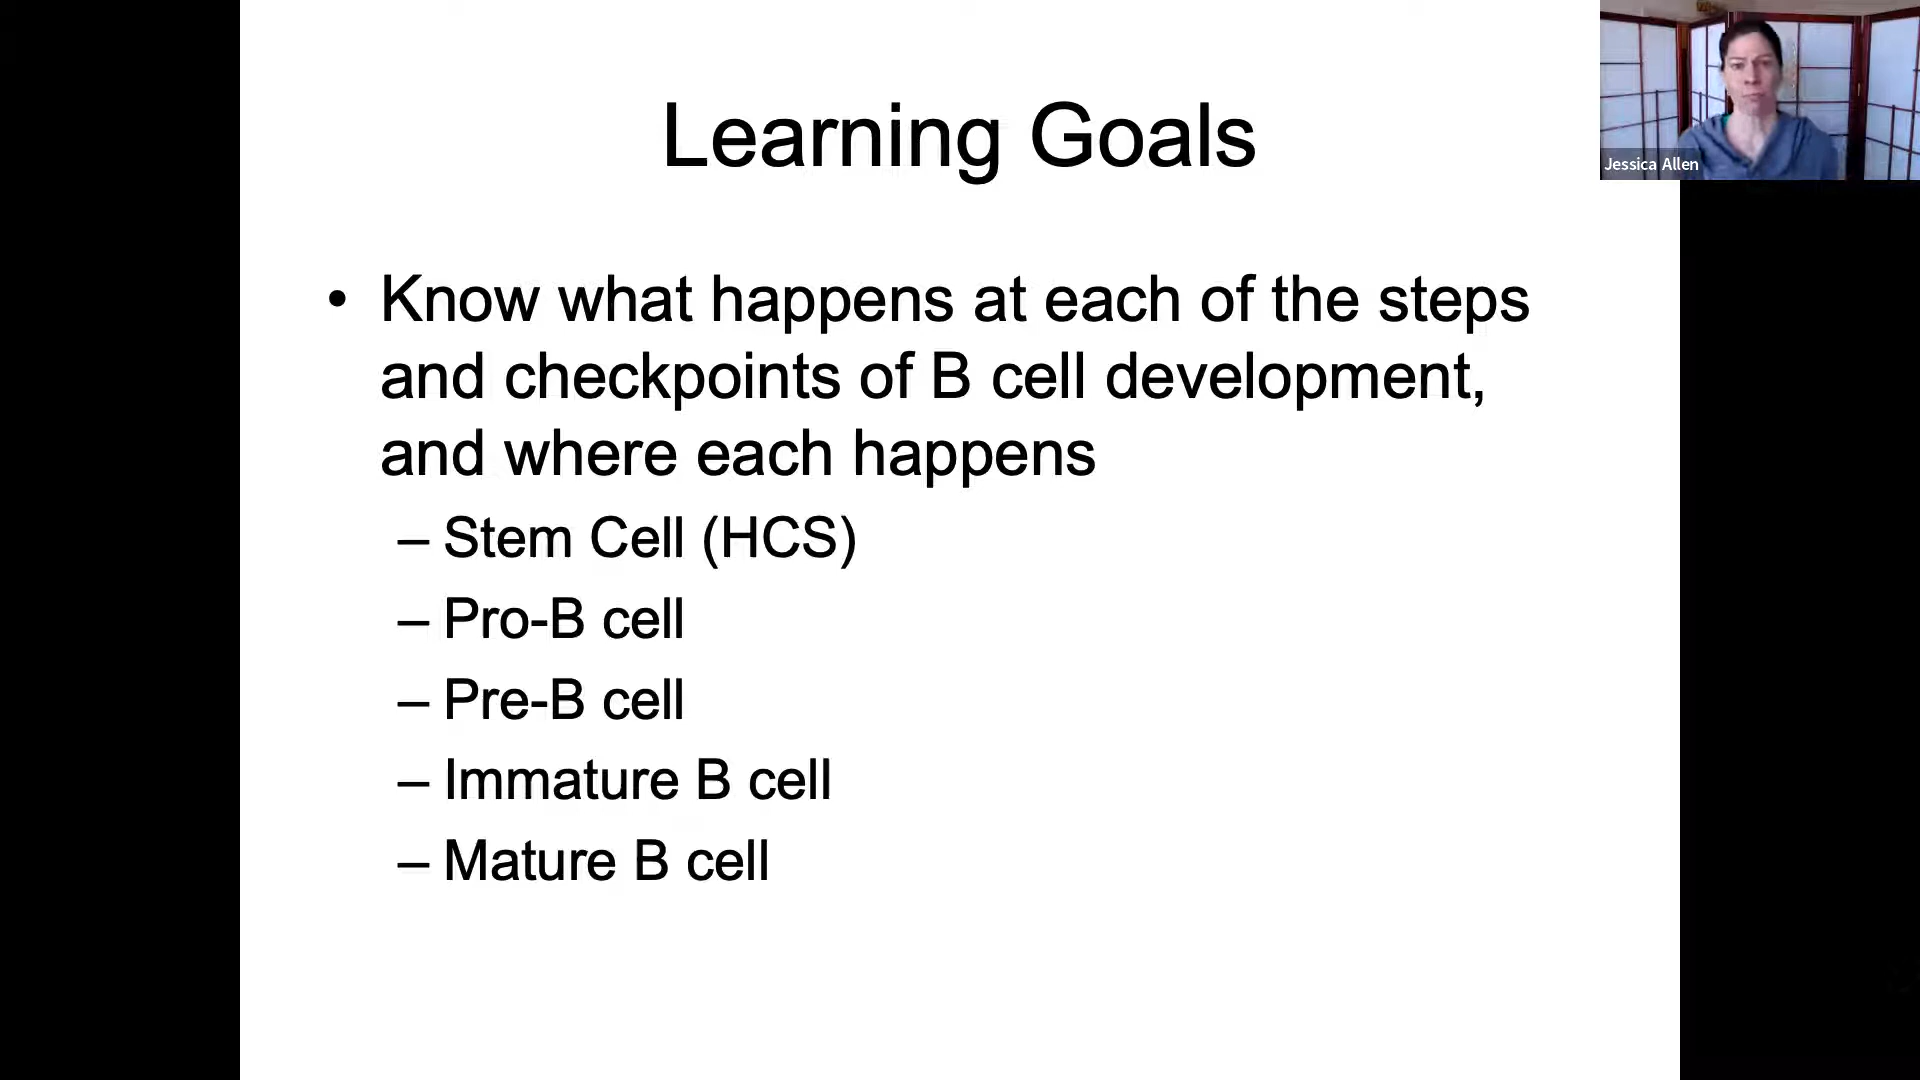 Learning Goals
Jessica Allen
• Know what happens at each of the steps
and checkpoints of B cell development,
and where each happens
– Stem Cell (HCS)
– Pro-B cell
– Pre-B cell
– Immature B cell
– Mature B cell